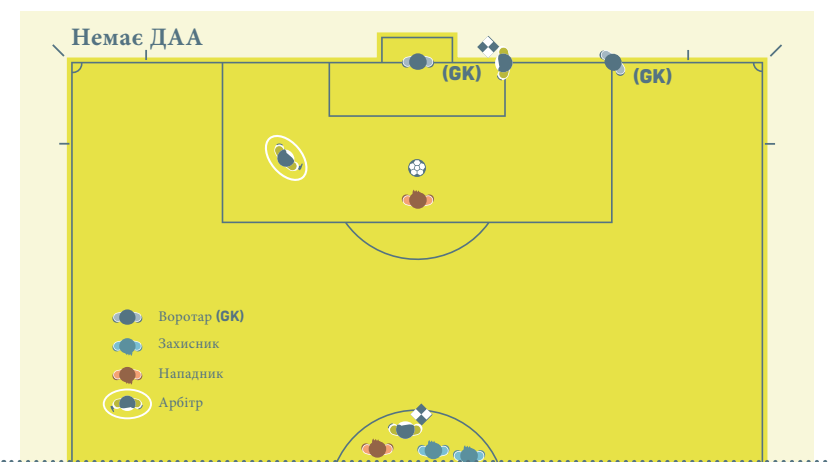 Немає ДАА
(GK)
(GK)
Воротар (GK)
Захисник
Нападник
Арбітр